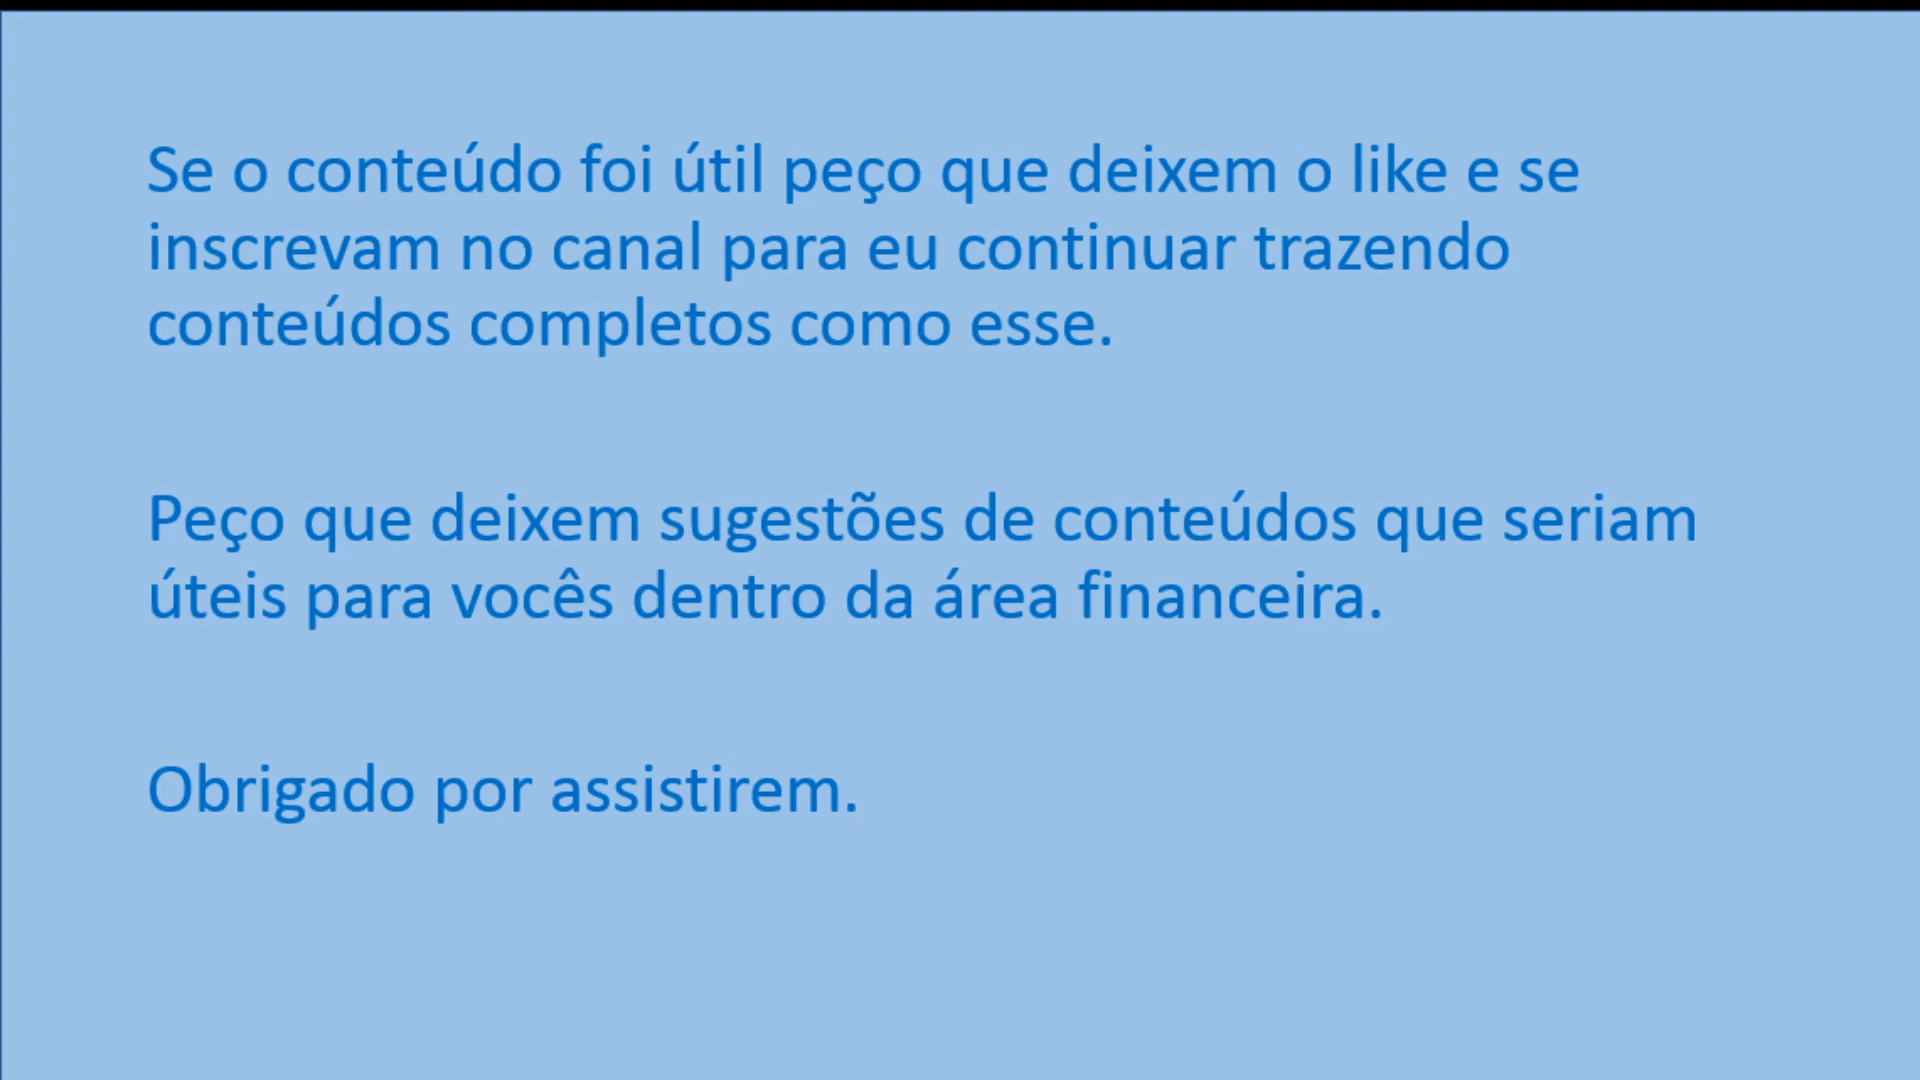 Se o conteúdo foi útil peço que deixem o like e se
inscrevam no canal para eu continuar trazendo
conteúdos completos como esse.
Peço que deixem sugestões de conteúdos que seriam
úteis para vocês dentro da área financeira.
Obrigado por assistirem.